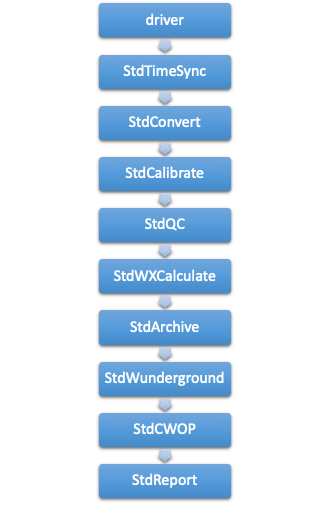 driver
StdTimeSync
StdConvert
StdCalibrate
StdQC
StdWXCalculate
StdArchive
StdWunderground
StdCWOP
StdReport